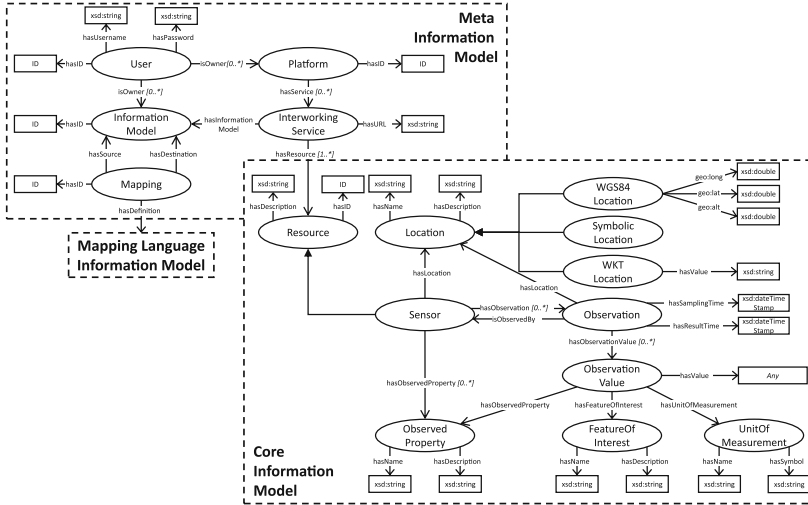 xsd:string
xsd:string
Meta
Information
Model
hasUsername
hasPassword
ID
hasID
User
isOwner[0..*]
Platform
hasID
ID
isOwner [0..*]
hasService [0..*]
ID
hasID
Information
Model
hasInformation
Model
Interworking
Service
hasURL
xsd:string
hasSource
hasDestination
hasResource [1..*]
ID
hasID
Mapping
hasDefinition
Mapping Language
Information Model
xsd:string
ID
xsd:string
xsd:string
hasDescription
hasID
hasName
hasDescription
Resource
Location
WGS84
Location
geo:long
xsd:double
geo:lat
xsd:double
geo:alt
xsd:double
Symbolic
Location
WKT
Location
hasValue
xsd:string
hasLocation
hasLocation
Sensor
hasObservation [0..*]
isObservedBy
Observation
hasSamplingTime
xsd:dateTime
Stamp
hasResultTime
xsd:dateTime
Stamp
hasObservationValue [0..*]
hasObservedProperty [0..*]
Observation
Value
hasValue
Any
hasObservedProperty
hasFeatureOfInterest
hasUnitOfMeasurement
Observed
Property
FeatureOf
Interest
UnitOf
Measurement
hasName
hasDescription
hasName
hasDescription
hasName
hasSymbol
xsd:string
xsd:string
xsd:string
xsd:string
xsd:string
xsd:string
Core
Information
Model